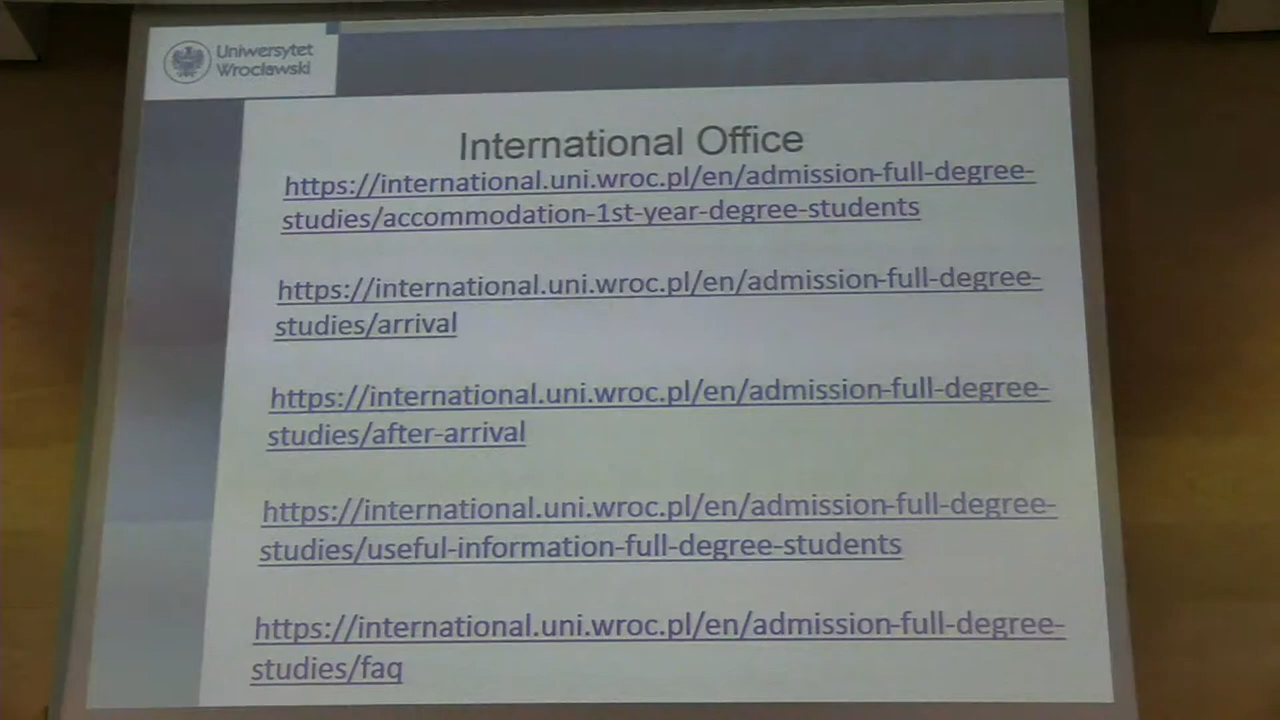 Uniwersytet
Wrocławski
International Office
https://international.uni.wroc.pl/en/admission-full-degree-
studies/accommodation-1st-year-degree-students
https://international.uni.wroc.pl/en/admission-full-degree-
studies/arrival
https://international.uni.wroc.pl/en/admission-full-degree-
studies/after-arrival
https://international.uni.wroc.pl/en/admission-full-degree-
studies/useful-information-full-degree-students
https://international.uni.wroc.pl/en/admission-full-degree-
studies/faq